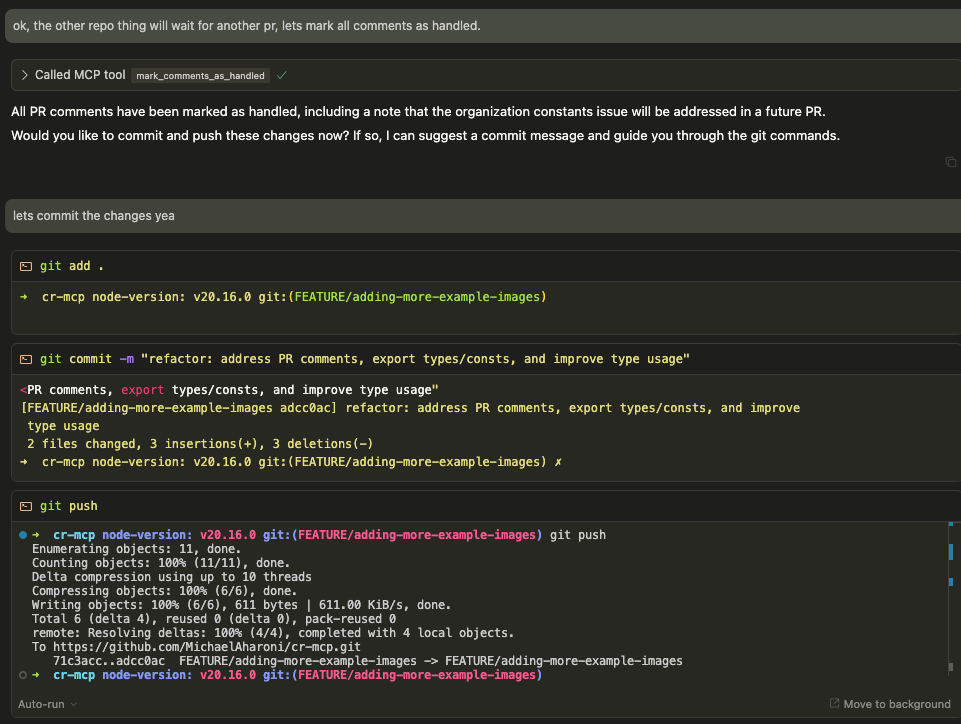 ok, the other repo thing will wait for another pr, lets mark all comments as handled.
Called MCP tool mark_comments_as_handled ✓
All PR comments have been marked as handled, including a note that the organization constants issue will be addressed in a future PR.
Would you like to commit and push these changes now? If so, I can suggest a commit message and guide you through the git commands.
lets commit the changes yea
git add .
➜ cr-mcp node-version: v20.16.0 git:(FEATURE/adding-more-example-images)
git commit -m "refactor: address PR comments, export types/consts, and improve type usage"
<PR comments, export types/consts, and improve type usage"
[FEATURE/adding-more-example-images adcc0ac] refactor: address PR comments, export types/consts, and improve
type usage
2 files changed, 3 insertions(+), 3 deletions(-)
➜ cr-mcp node-version: v20.16.0 git:(FEATURE/adding-more-example-images) ✗
git push
➜ cr-mcp node-version: v20.16.0 git:(FEATURE/adding-more-example-images) git push
Enumerating objects: 11, done.
Counting objects: 100% (11/11), done.
Delta compression using up to 10 threads
Compressing objects: 100% (6/6), done.
Writing objects: 100% (6/6), 611 bytes | 611.00 KiB/s, done.
Total 6 (delta 4), reused 0 (delta 0), pack-reused 0
remote: Resolving deltas: 100% (4/4), completed with 4 local objects.
To https://github.com/MichaelAharoni/cr-mcp.git
71c3acc..adcc0ac FEATURE/adding-more-example-images -> FEATURE/adding-more-example-images
➜ cr-mcp node-version: v20.16.0 git:(FEATURE/adding-more-example-images)
Auto-run Move to background